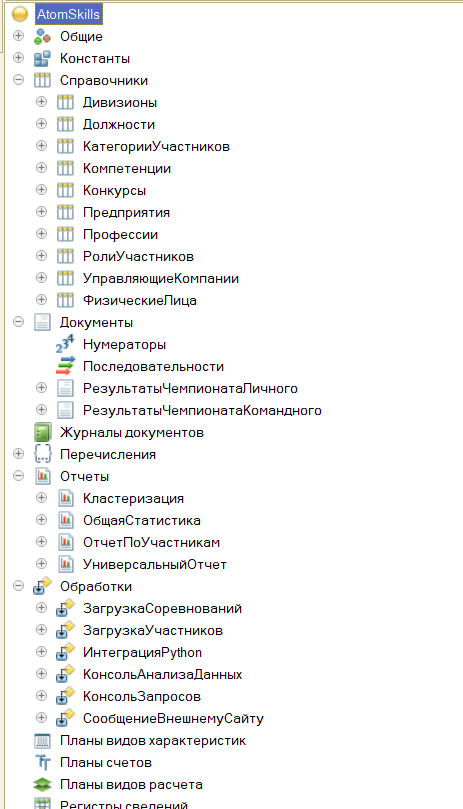 AtomSkills
Общие
Константы
Справочники
Дивизионы
Должности
КатегорииУчастников
Компетенции
Конкурсы
Предприятия
Профессии
РолиУчастников
УправляющиеКомпании
ФизическиеЛица
Документы
Нумераторы
Последовательности
РезультатыЧемпионатаЛичного
РезультатыЧемпионатаКомандного
Журналы документов
Перечисления
Отчеты
Кластеризация
ОбщаяСтатистика
ОтчетПоУчастникам
УниверсальныйОтчет
Обработки
ЗагрузкаСоревнований
ЗагрузкаУчастников
ИнтеграцияPython
КонсольАнализаДанных
КонсольЗапросов
СообщениеВнешнемуСайту
Планы видов характеристик
Планы счетов
Планы видов расчета
Регистры сведений